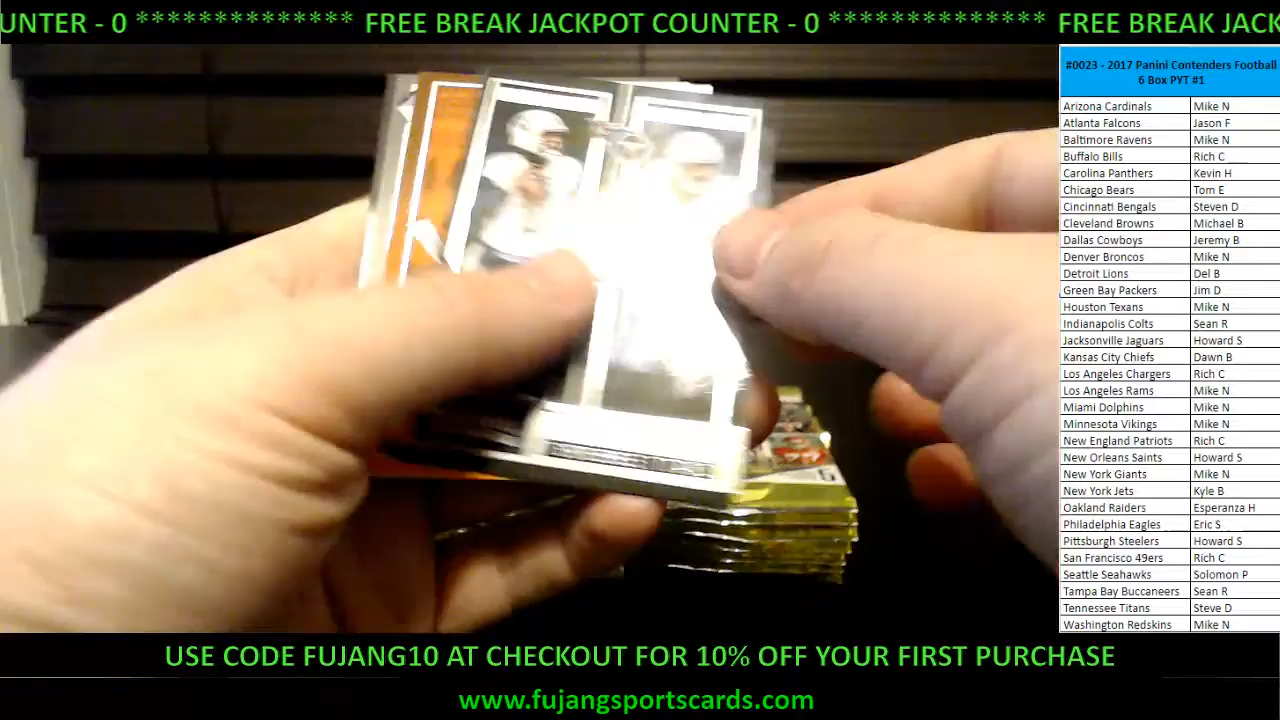 UNTER - 0 ************** FREE BREAK JACKPOT COUNTER - 0 ************** FREE BREAK JACK
#0023 - 2017 Panini Contenders Football
6 Box PYT #1
Arizona Cardinals Mike N
Atlanta Falcons Jason F
Baltimore Ravens Mike N
Buffalo Bills Rich C
Carolina Panthers Kevin H
Chicago Bears Tom E
Cincinnati Bengals Steven D
Cleveland Browns Michael B
Dallas Cowboys Jeremy B
Denver Broncos Mike N
Detroit Lions Del B
Green Bay Packers Jim D
Houston Texans Mike N
Indianapolis Colts Sean R
Jacksonville Jaguars Howard S
Kansas City Chiefs Dawn B
Los Angeles Chargers Rich C
Los Angeles Rams Mike N
Miami Dolphins Mike N
Minnesota Vikings Mike N
New England Patriots Rich C
New Orleans Saints Howard S
New York Giants Mike N
New York Jets Kyle B
Oakland Raiders Esperanza H
Philadelphia Eagles Eric S
Pittsburgh Steelers Howard S
San Francisco 49ers Rich C
Seattle Seahawks Solomon P
Tampa Bay Buccaneers Sean R
Tennessee Titans Steve D
Washington Redskins Mike N
USE CODE FUJANG10 AT CHECKOUT FOR 10% OFF YOUR FIRST PURCHASE
www.fujangsportscards.com